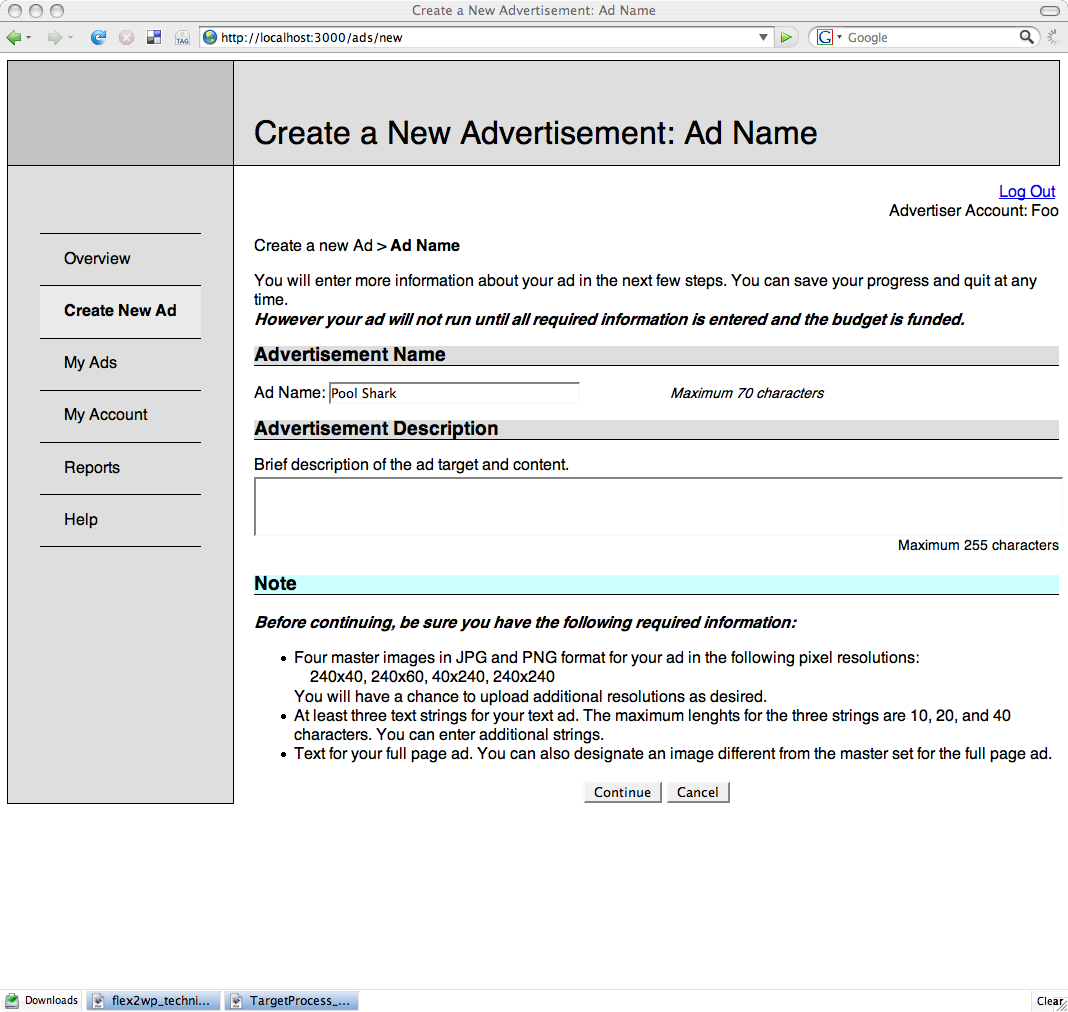 Create a New Advertisement: Ad Name
TAG
http://localhost:3000/ads/new
G
Google
Create a New Advertisement: Ad Name
Log Out
Advertiser Account: Foo
Overview
Create New Ad
My Ads
My Account
Reports
Help
Create a new Ad > Ad Name
You will enter more information about your ad in the next few steps. You can save your progress and quit at any
time.
However your ad will not run until all required information is entered and the budget is funded.
Advertisement Name
Ad Name: Pool Shark
Maximum 70 characters
Advertisement Description
Brief description of the ad target and content.
Maximum 255 characters
Note
Before continuing, be sure you have the following required information:
• Four master images in JPG and PNG format for your ad in the following pixel resolutions:
240x40, 240x60, 40x240, 240x240
You will have a chance to upload additional resolutions as desired.
• At least three text strings for your text ad. The maximum lenghts for the three strings are 10, 20, and 40
characters. You can enter additional strings.
• Text for your full page ad. You can also designate an image different from the master set for the full page ad.
Continue
Cancel
Downloads
flex2wp_techni...
TargetProcess_...
Clear